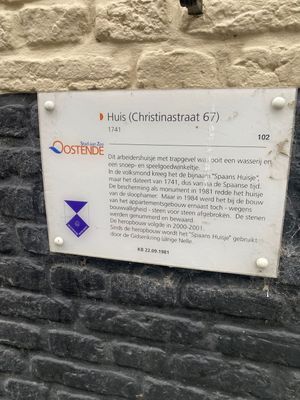 Huis (Christinastraat 67)
1741
102
Stad aan Zee
OOSTENDE
Dit arbeidershuisje met trapgevel was ooit een wasserij en
een snoep- en speelgoedwinkeltje.
In de volksmond kreeg het de bijnaam "Spaans Huisje",
maar het dateert van 1741, dus van na de Spaanse tijd.
De bescherming als monument in 1981 redde het huisje
van de sloophamer. Maar in 1984 werd het bij de bouw
van het appartementsgebouw ernaast toch - wegens
bouwvalligheid - steen voor steen afgebroken. De stenen
werden genummerd en bewaard.
De heropbouw volgde in 2000-2001.
Sinds de heropbouw wordt het "Spaans Huisje" gebruikt
door de Gidsenkring Lange Nelle.
KB 22.09.1981